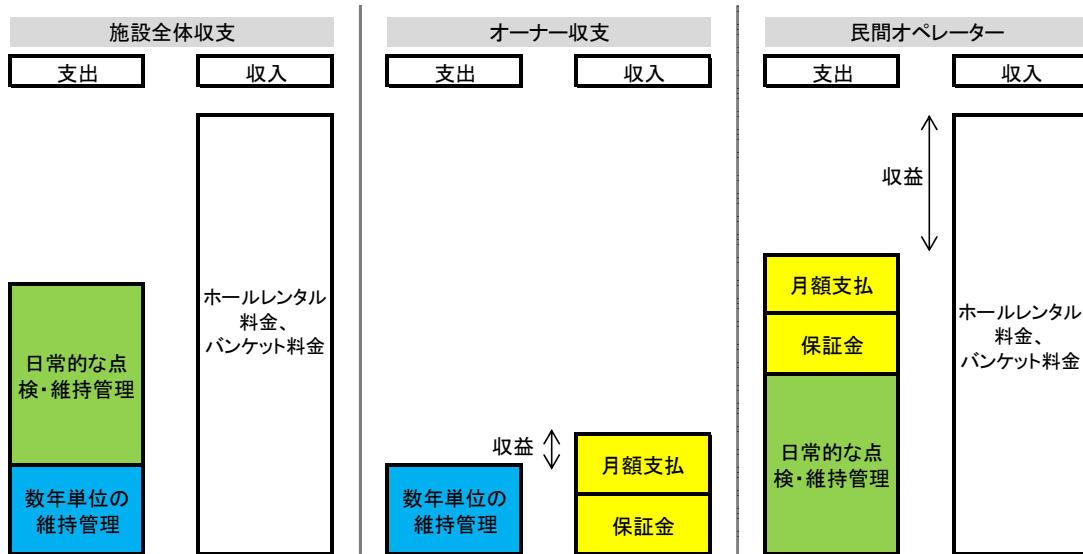 施設全体収支
支出
収入
日常的な点
検・維持管理
数年単位の
維持管理
ホールレンタル
料金、
バンケット料金
オーナー収支
支出
収入
収益
数年単位の
維持管理
月額支払
保証金
民間オペレーター
支出
収入
収益
月額支払
保証金
日常的な点
検・維持管理
ホールレンタル
料金、
バンケット料金